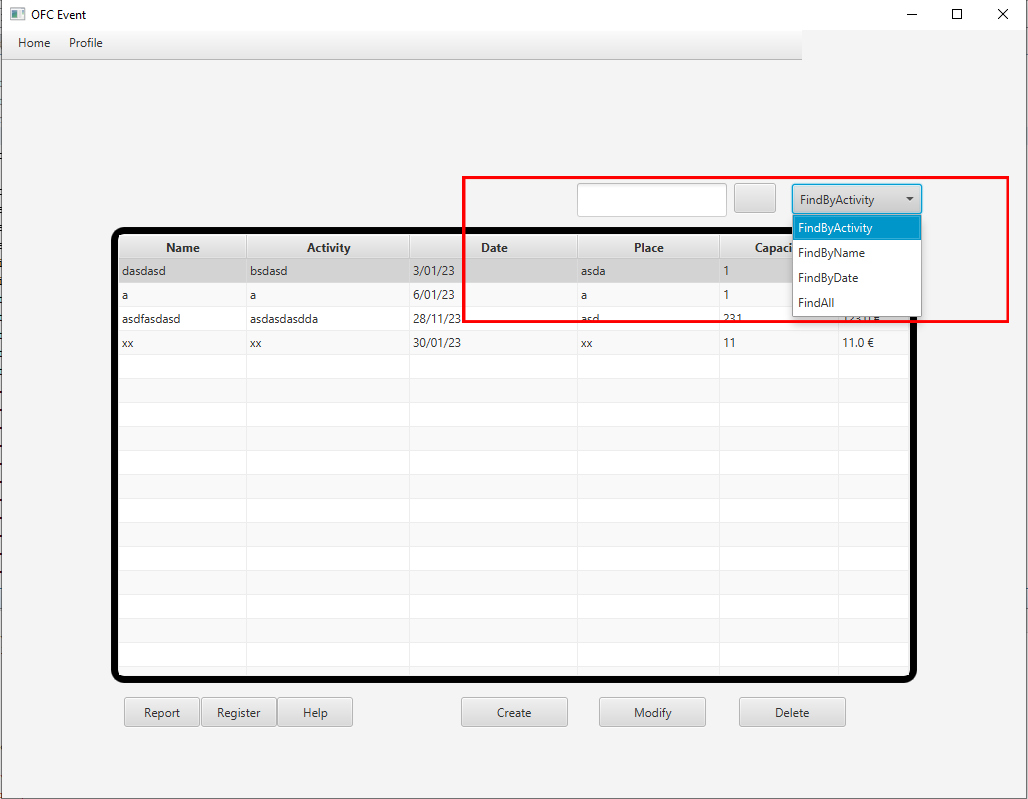 OFC Event
Home Profile
FindByActivity
FindByActivity
FindByName
FindByDate
FindAll
Name Activity Date Place Capaci
dasdasd bsdasd 3/01/23 asda 1
a a 6/01/23 a 1
asdfasdasd asdasdasdda 28/11/23 asd 231
xx xx 30/01/23 xx 11 11.0 €
Report Register Help Create Modify Delete